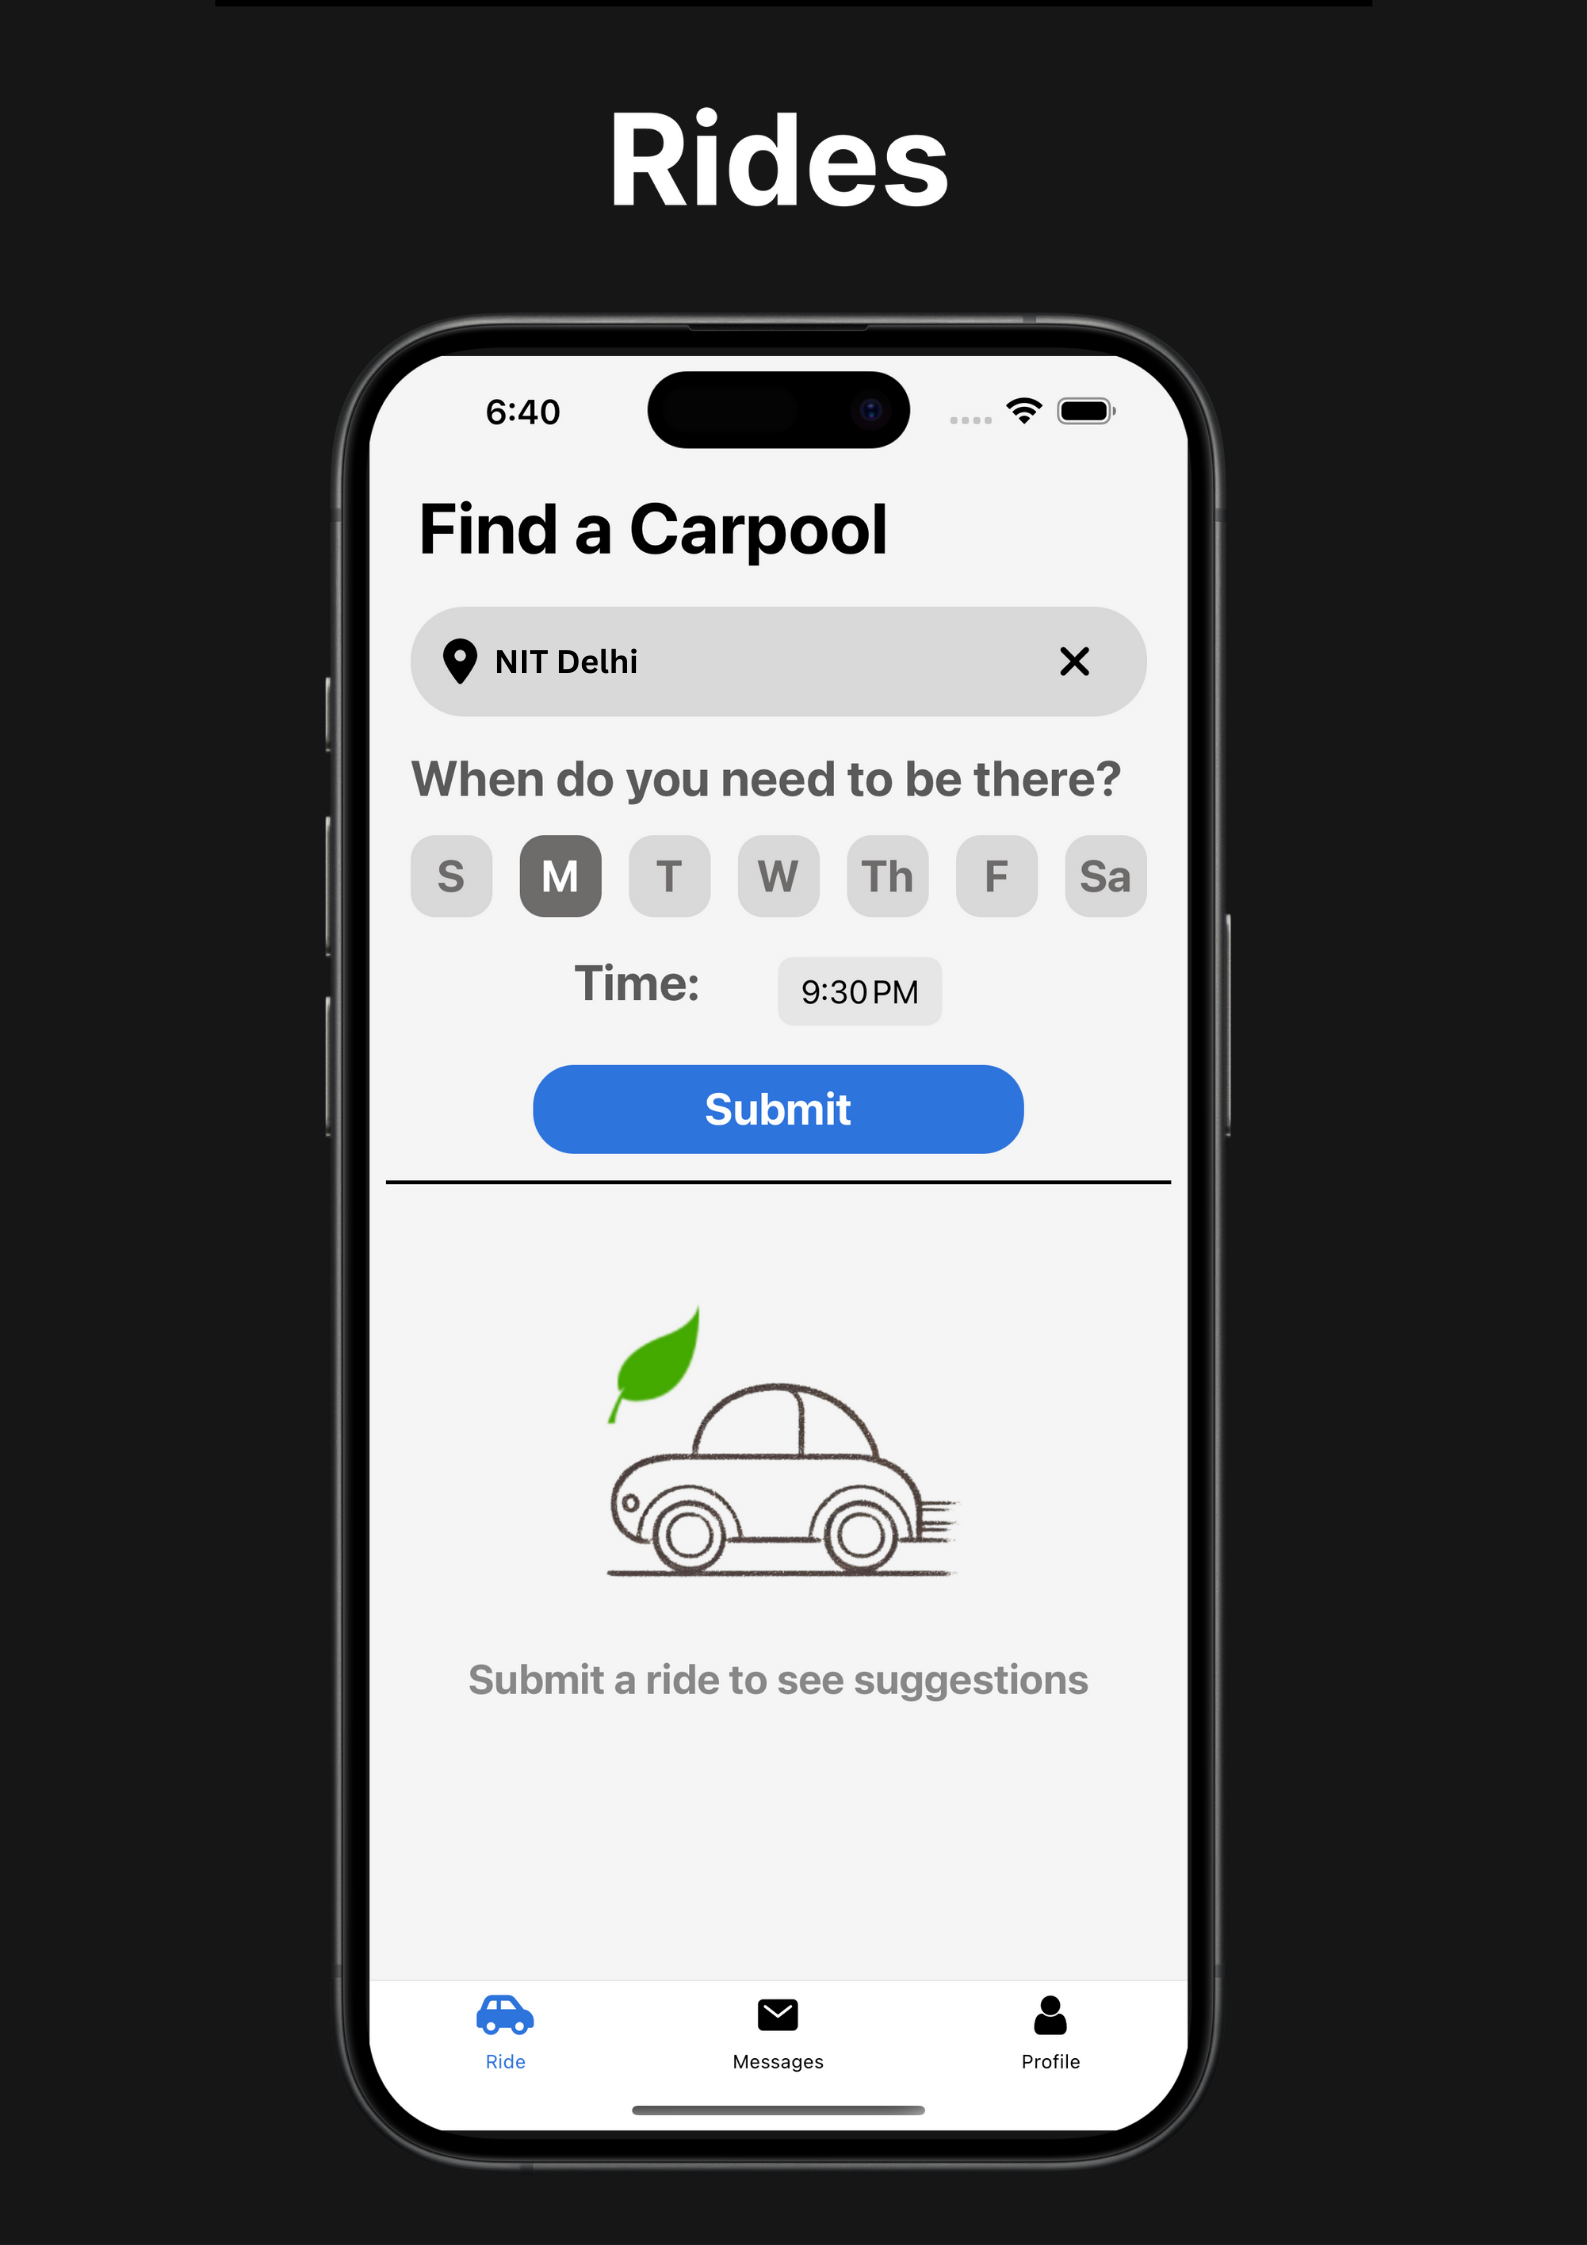 Rides
6:40
Find a Carpool
NIT Delhi
When do you need to be there?
S M T W Th F Sa
Time: 9:30 PM
Submit
Submit a ride to see suggestions
Ride Messages Profile